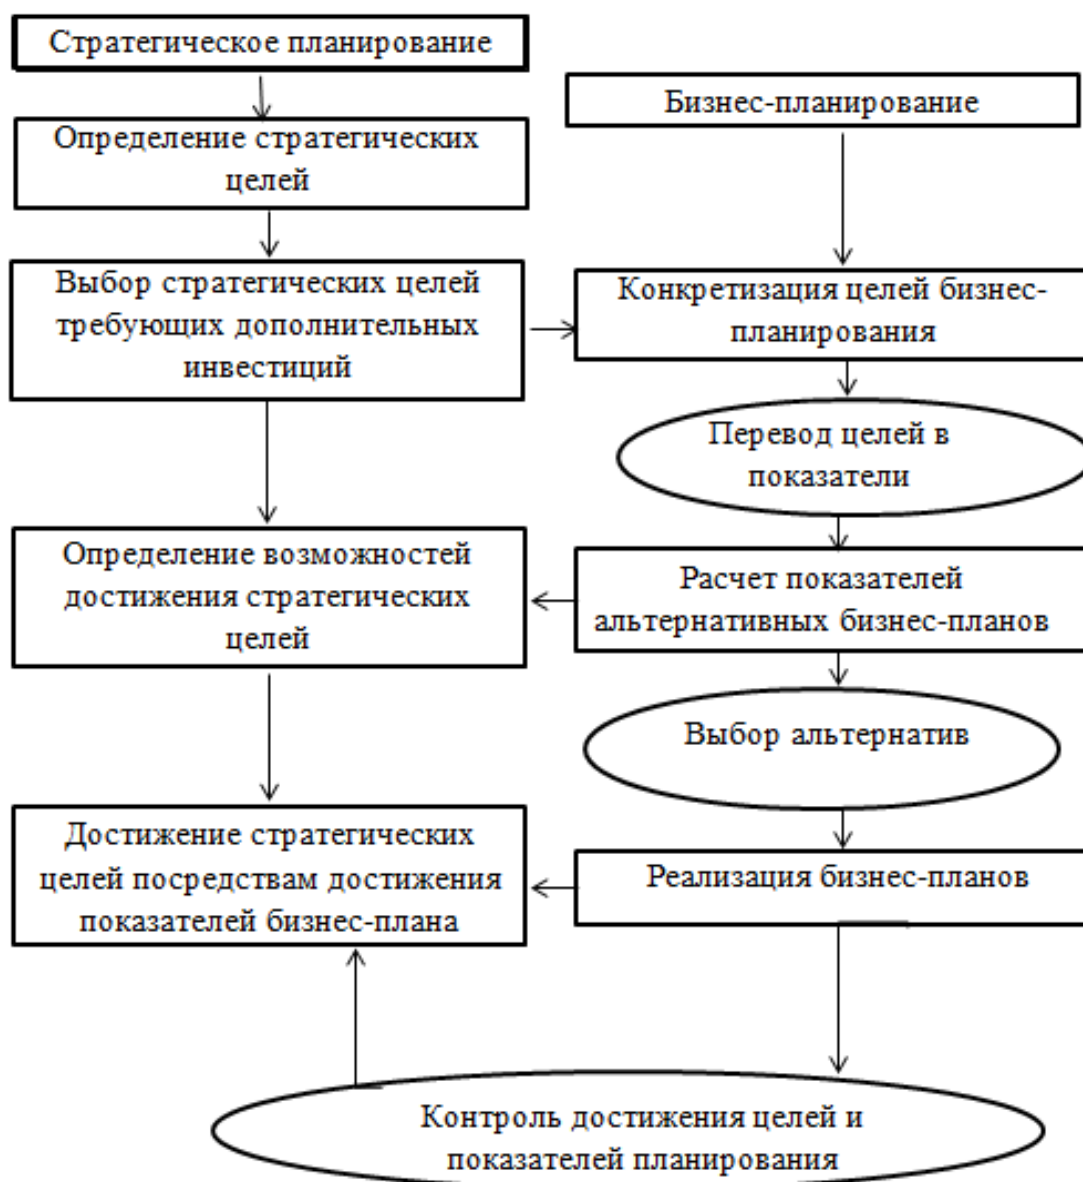 Стратегическое планирование
Бизнес-планирование
Определение стратегических
целей
Выбор стратегических целей
требующих дополнительных
инвестиций
Конкретизация целей бизнес-
планирования
Перевод целей в
показатели
Определение возможностей
достижения стратегических
целей
Расчет показателей
альтернативных бизнес-планов
Выбор альтернатив
Достижение стратегических
целей посредствам достижения
показателей бизнес-плана
Реализация бизнес-планов
Контроль достижения целей и
показателей планирования